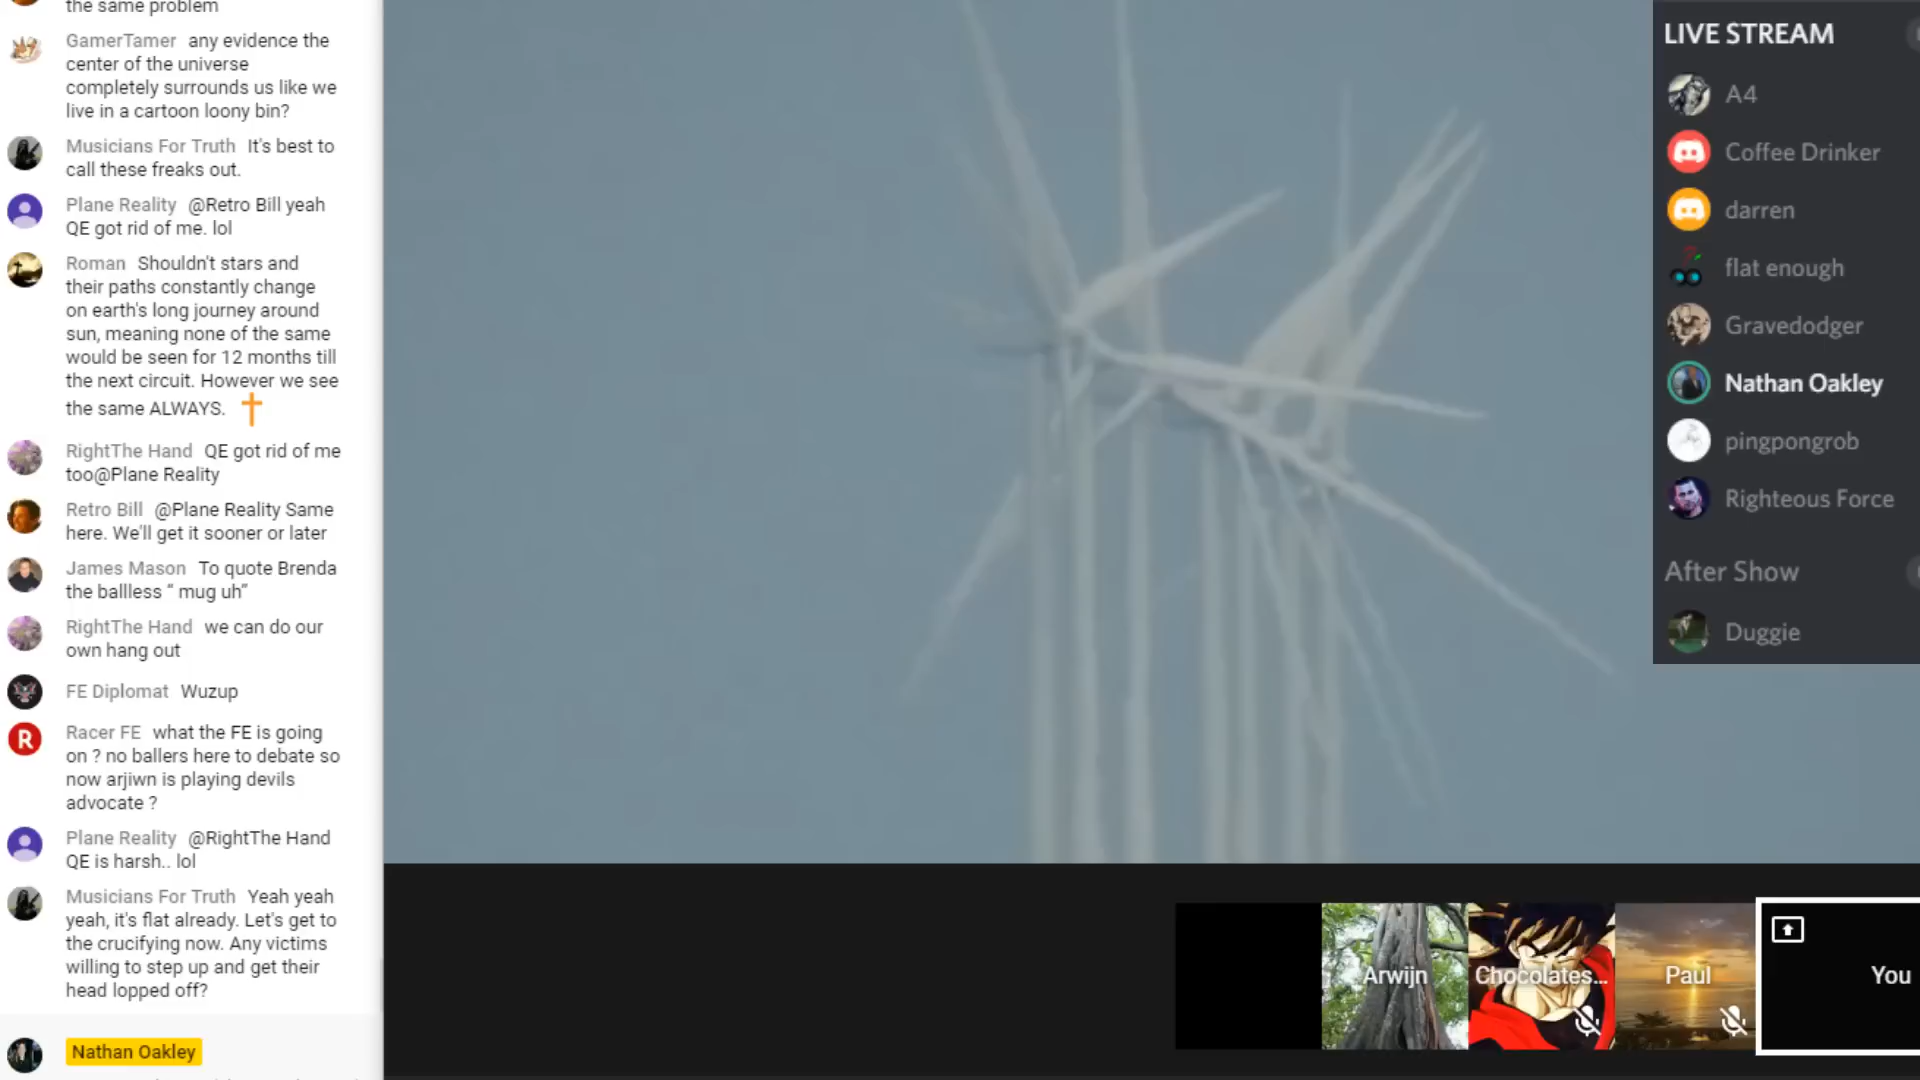 the same problem
GamerTamer any evidence the
center of the universe
completely surrounds us like we
live in a cartoon loony bin?
Musicians For Truth It's best to
call these freaks out.
Plane Reality @Retro Bill yeah
QE got rid of me. lol
Roman Shouldn't stars and
their paths constantly change
on earth's long journey around
sun, meaning none of the same
would be seen for 12 months till
the next circuit. However we see
the same ALWAYS.
RightThe Hand QE got rid of me
too@Plane Reality
Retro Bill @Plane Reality Same
here. We'll get it sooner or later
James Mason To quote Brenda
the ballless “ mug uh”
RightThe Hand we can do our
own hang out
FE Diplomat Wuzup
R
Racer FE what the FE is going
on ? no ballers here to debate so
now arjiwn is playing devils
advocate ?
Plane Reality @RightThe Hand
QE is harsh.. lol
Musicians For Truth Yeah yeah
yeah, it's flat already. Let's get to
the crucifying now. Any victims
willing to step up and get their
head lopped off?
Nathan Oakley
LIVE STREAM
A4
Coffee Drinker
darren
flat enough
Gravedodger
Nathan Oakley
pingpongrob
Righteous Force
After Show
Duggie
Arwijn
Chocolates...
Paul
You